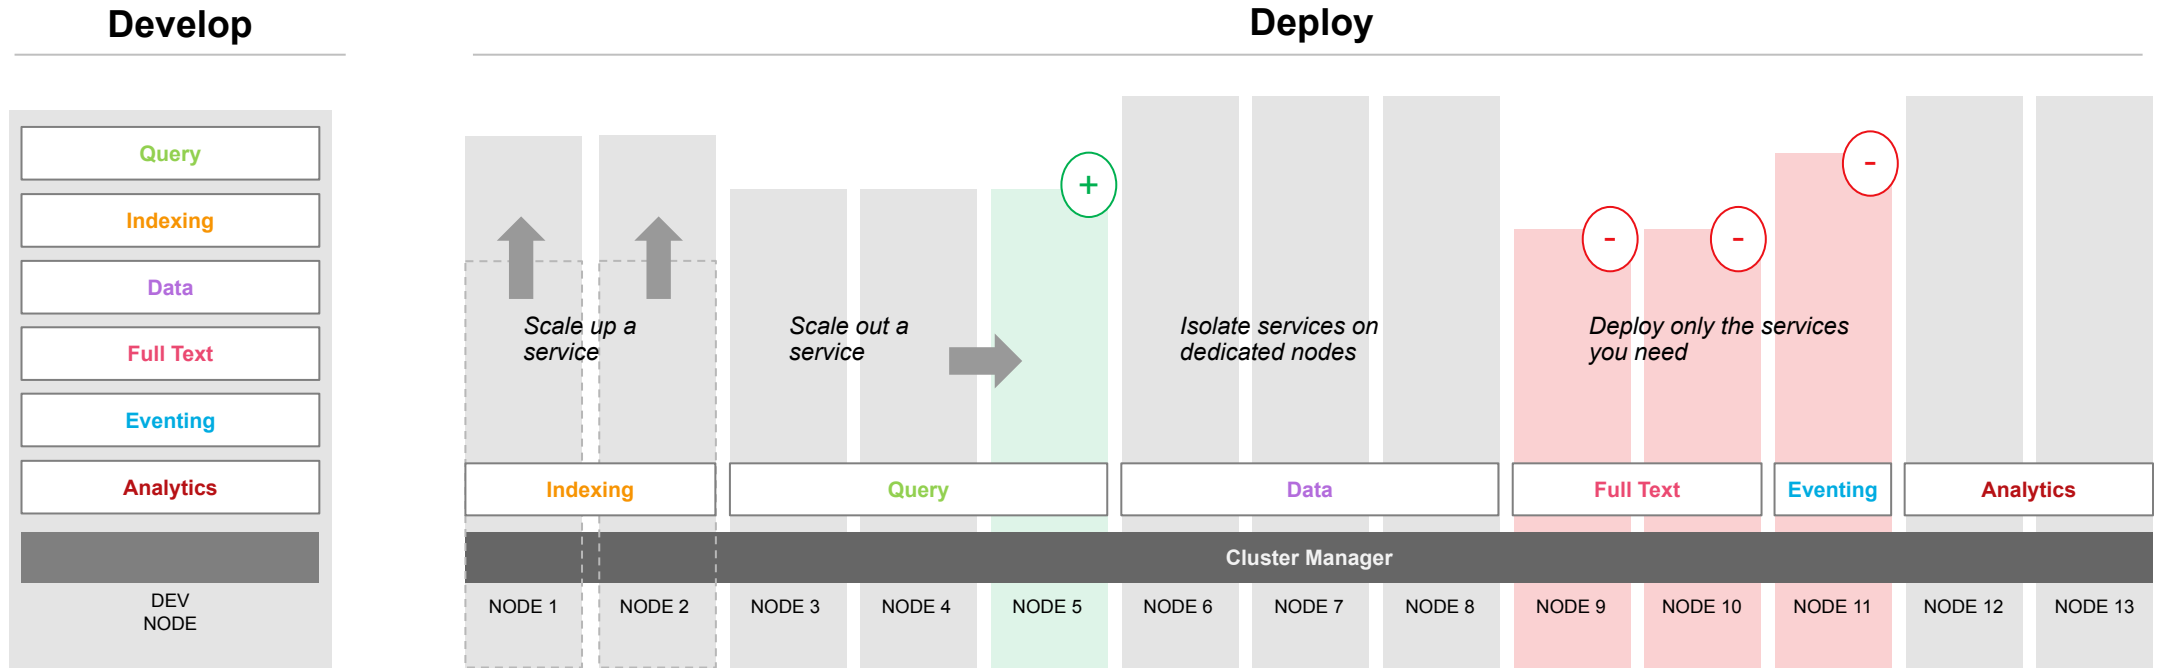 Develop
Deploy
Query
Indexing
Data
Full Text
Eventing
Analytics
DEV
NODE
+
-
-
-
Scale up a
service
Scale out a
service
Isolate services on
dedicated nodes
Deploy only the services
you need
Indexing
Query
Data
Full Text
Eventing
Analytics
Cluster Manager
NODE 1
NODE 2
NODE 3
NODE 4
NODE 5
NODE 6
NODE 7
NODE 8
NODE 9
NODE 10
NODE 11
NODE 12
NODE 13